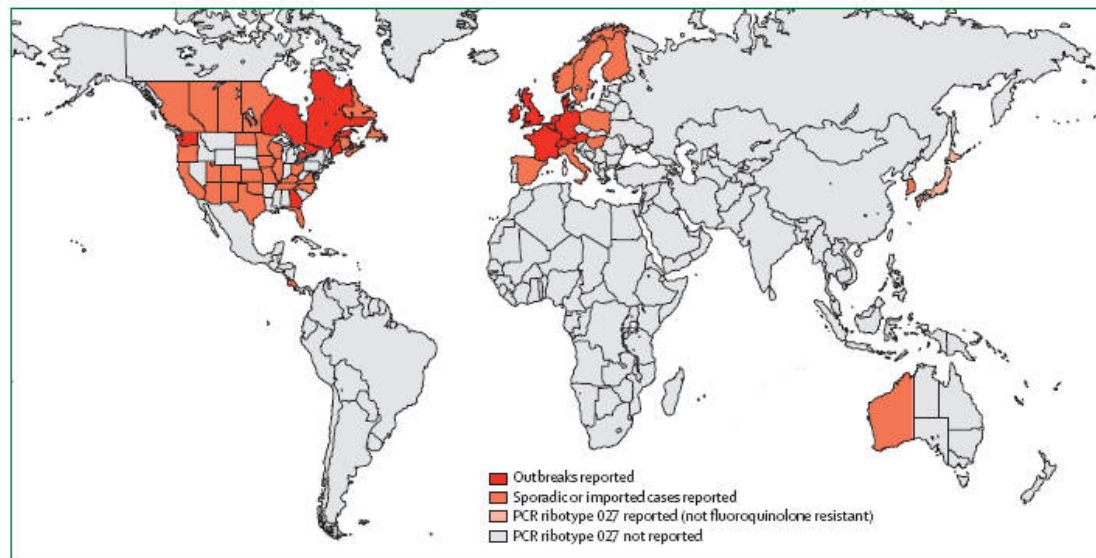 Outbreaks reported
Sporadic or imported cases reported
PCR ribotype 027 reported (not fluoroquinolone resistant)
PCR ribotype 027 not reported